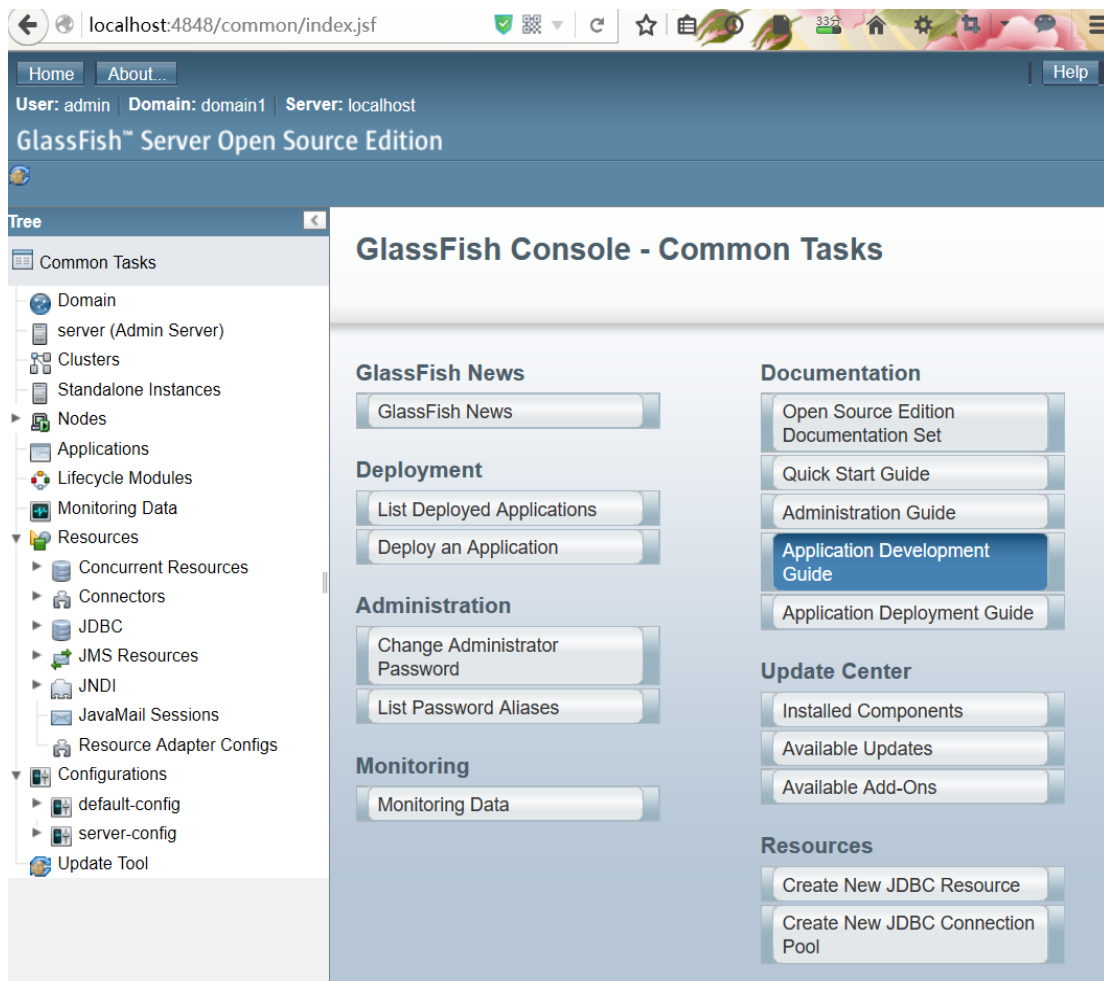 localhost:4848/common/index.jsf
33分
Home About...
Help
User: admin Domain: domain1 Server: localhost
GlassFish™ Server Open Source Edition
Tree
Common Tasks
Domain
server (Admin Server)
Clusters
Standalone Instances
Nodes
Applications
Lifecycle Modules
Monitoring Data
Resources
Concurrent Resources
Connectors
JDBC
JMS Resources
JNDI
JavaMail Sessions
Resource Adapter Configs
Configurations
default-config
server-config
Update Tool
GlassFish Console - Common Tasks
GlassFish News
GlassFish News
Deployment
List Deployed Applications
Deploy an Application
Administration
Change Administrator
Password
List Password Aliases
Monitoring
Monitoring Data
Documentation
Open Source Edition
Documentation Set
Quick Start Guide
Administration Guide
Application Development
Guide
Application Deployment Guide
Update Center
Installed Components
Available Updates
Available Add-Ons
Resources
Create New JDBC Resource
Create New JDBC Connection
Pool